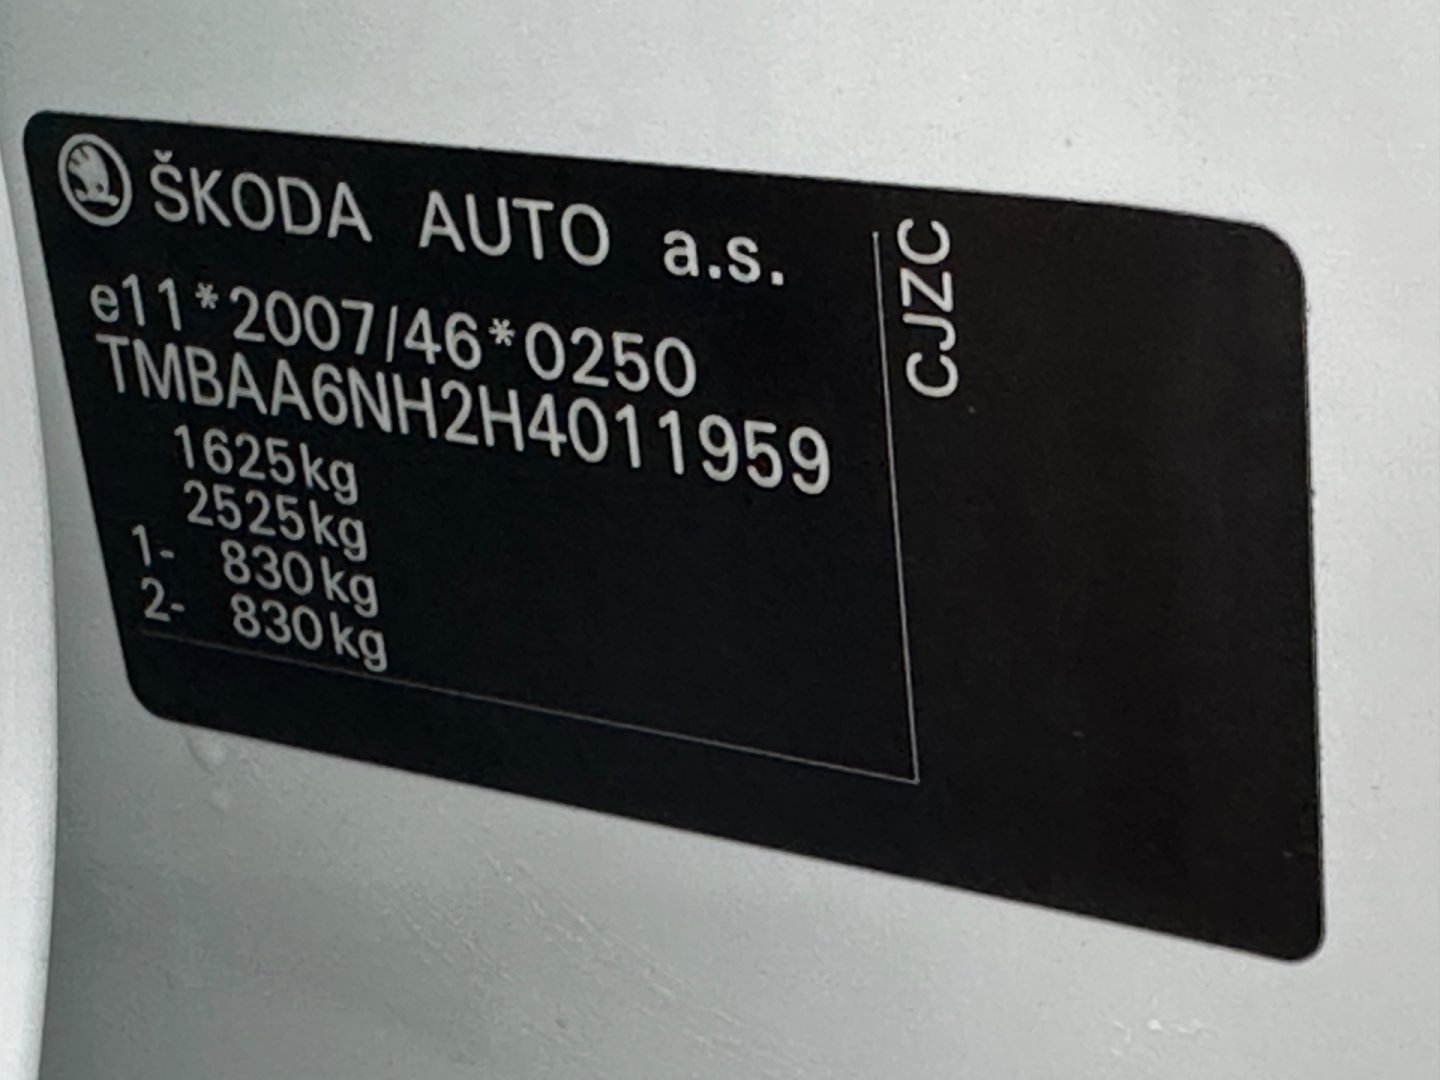 ŠKODA AUTO a.s.
e11*2007/46*0250
TMBAA6NH2H4011959
1625kg
2525kg
1- 830kg
2- 830kg
CJZC